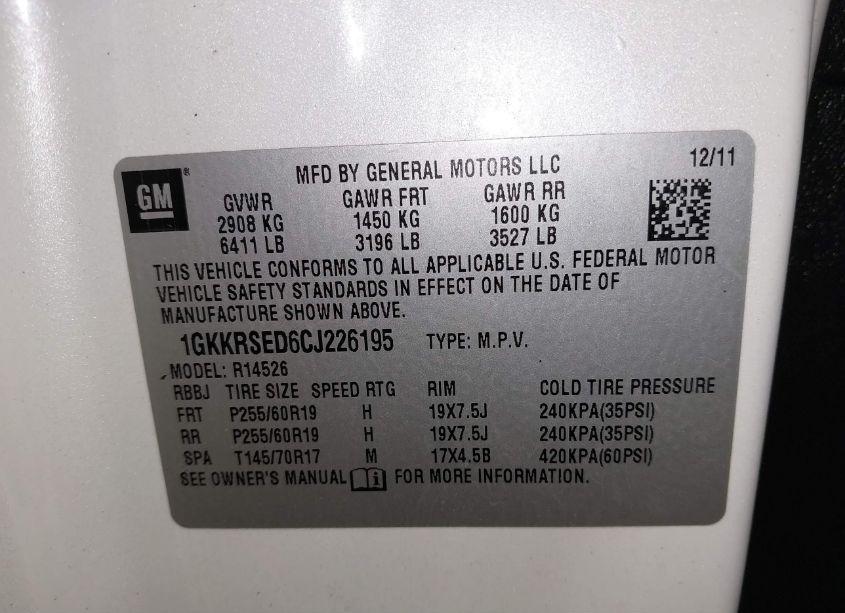 GM®
MFD BY GENERAL MOTORS LLC
12/11
GVWR GAWR FRT GAWR RR
2908 KG 1450 KG 1600 KG
6411 LB 3196 LB 3527 LB
THIS VEHICLE CONFORMS TO ALL APPLICABLE U.S. FEDERAL MOTOR
VEHICLE SAFETY STANDARDS IN EFFECT ON THE DATE OF
MANUFACTURE SHOWN ABOVE.
1GKKRSED6CJ226195 TYPE: M.P.V.
MODEL: R14526
RBBJ TIRE SIZE SPEED RTG RIM COLD TIRE PRESSURE
FRT P255/60R19 H 19X7.5J 240KPA(35PSI)
RR P255/60R19 H 19X7.5J 240KPA(35PSI)
SPA T145/70R17 M 17X4.5B 420KPA(60PSI)
SEE OWNER'S MANUAL i FOR MORE INFORMATION.